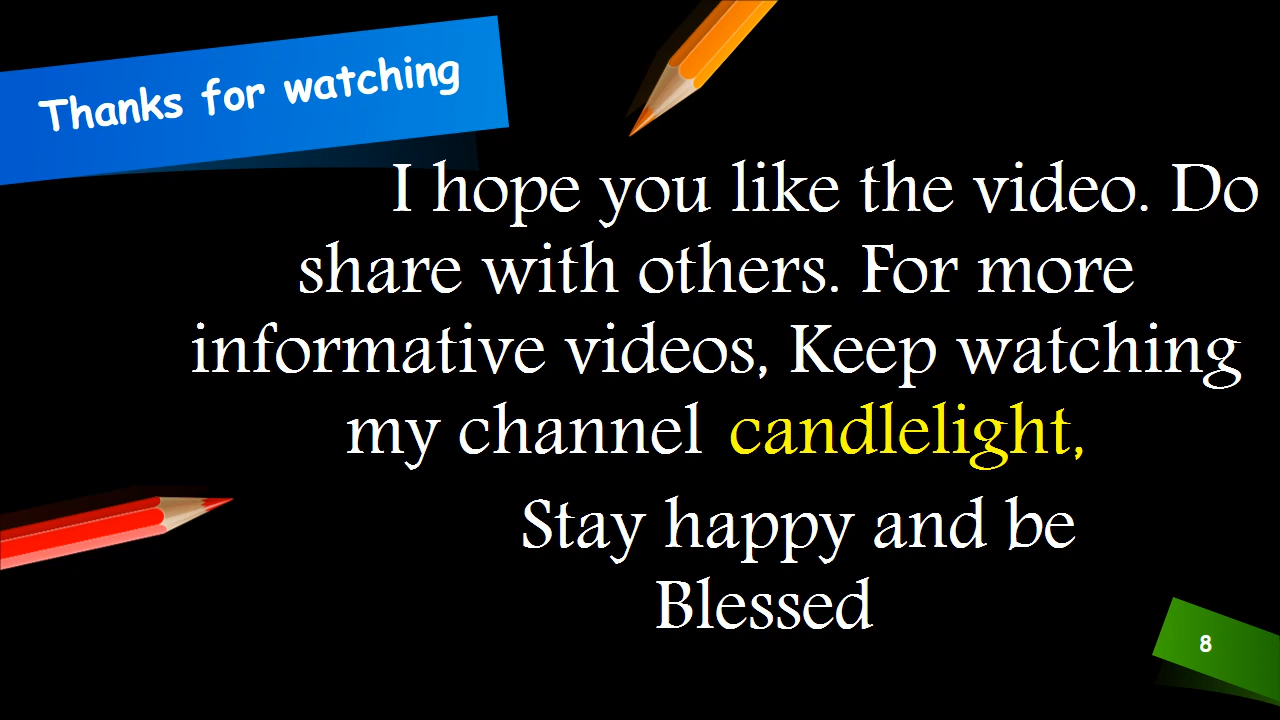 Thanks for watching
I hope you like the video. Do
share with others. For more
informative videos, Keep watching
my channel candlelight,
Stay happy and be
Blessed
8